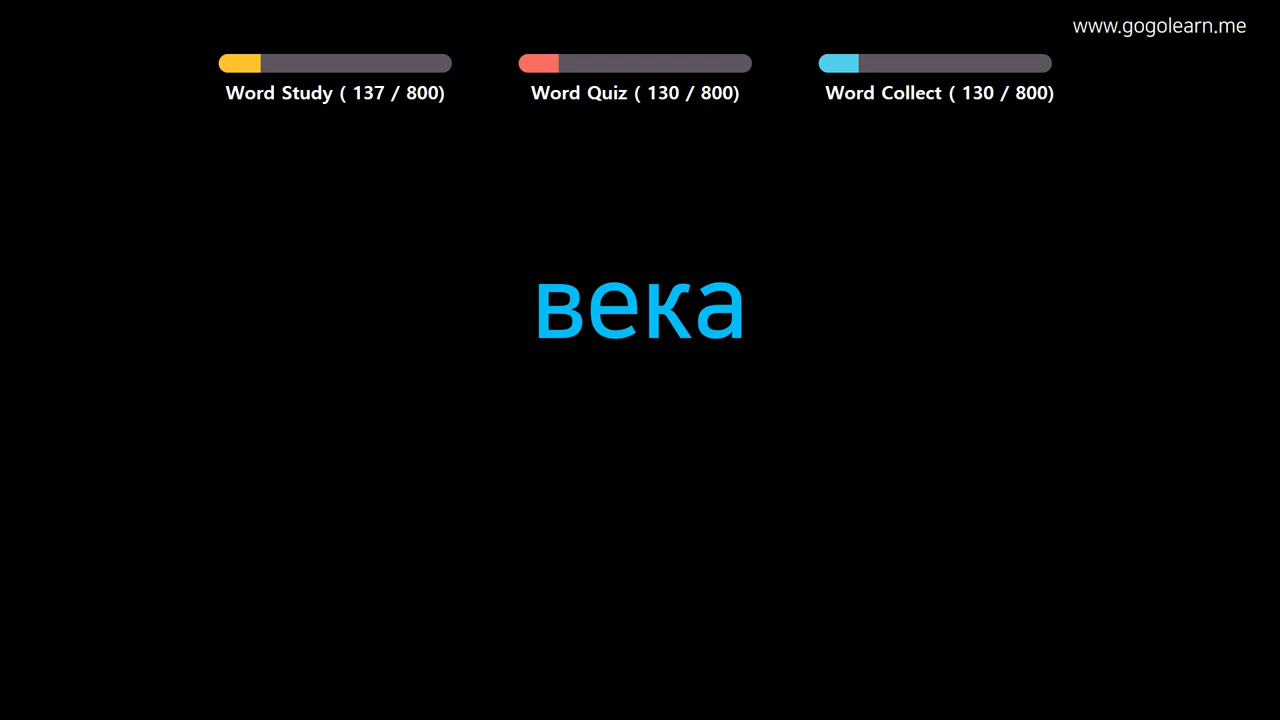 www.gogolearn.me
Word Study ( 137 / 800)
Word Quiz ( 130 / 800)
Word Collect ( 130 / 800)
века